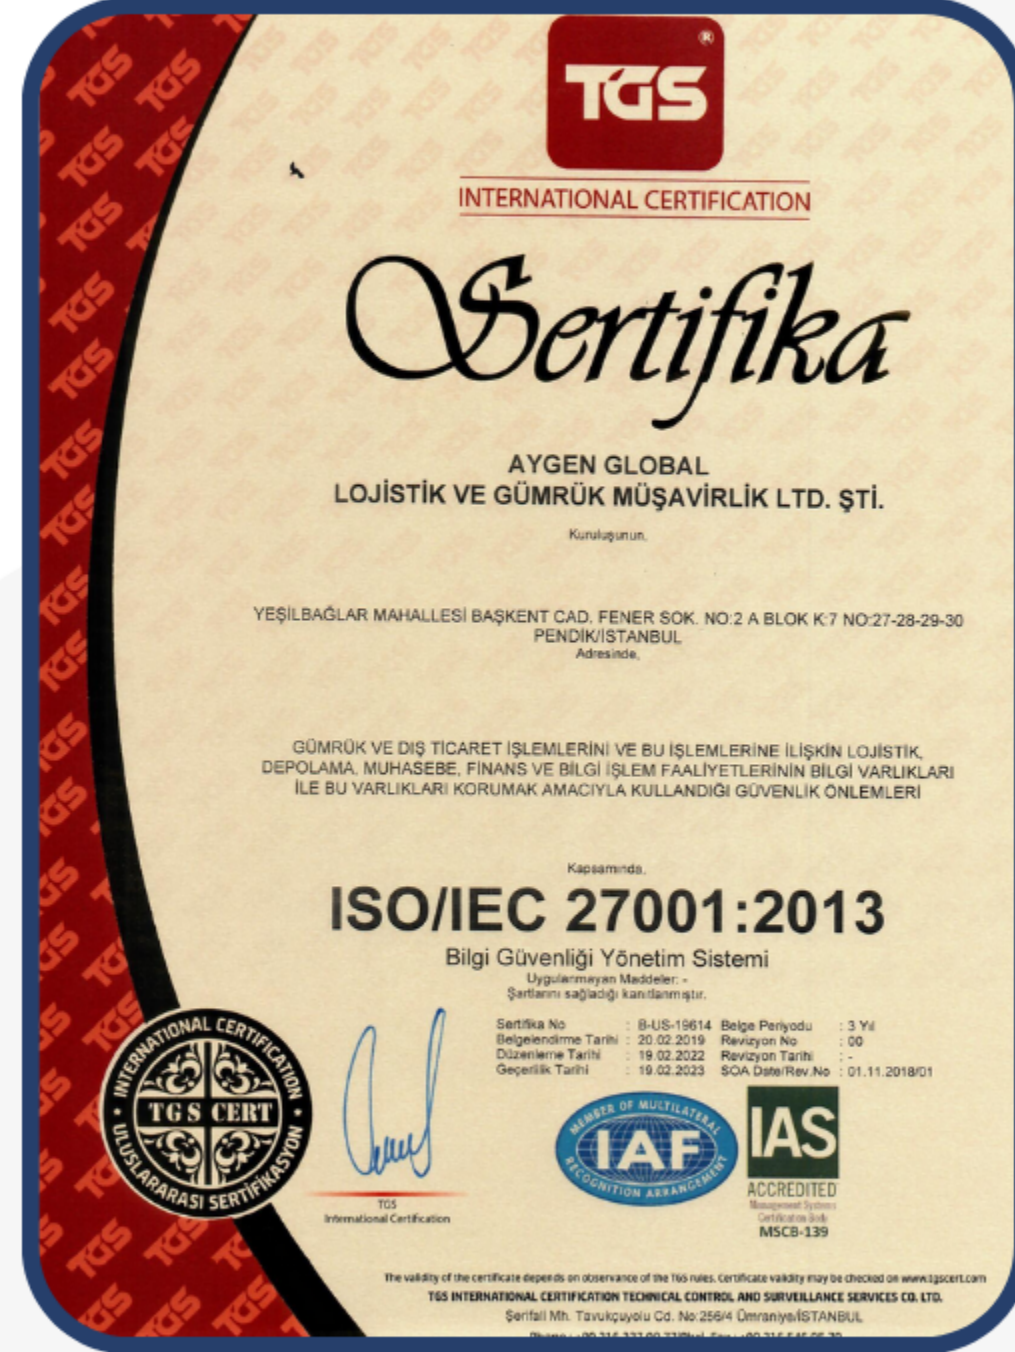 TGS
®
INTERNATIONAL CERTIFICATION
Sertifika
AYGEN GLOBAL
LOJİSTİK VE GÜMRÜK MÜŞAVİRLİK LTD. ŞTİ.
Kuruluşunun,
YEŞİLBAĞLAR MAHALLESİ BAŞKENT CAD. FENER SOK. NO:2 A BLOK K:7 NO:27-28-29-30
PENDİK/İSTANBUL
Adresinde,
GÜMRÜK VE DIŞ TİCARET İŞLEMLERİNİ VE BU İŞLEMLERİNE İLİŞKİN LOJİSTİK,
DEPOLAMA, MUHASEBE, FİNANS VE BİLGİ İŞLEM FAALİYETLERİNİN BİLGİ VARLIKLARI
İLE BU VARLIKLARI KORUMAK AMACIYLA KULLANDIĞI GÜVENLİK ÖNLEMLERİ
Kapsamında,
ISO/IEC 27001:2013
Bilgi Güvenliği Yönetim Sistemi
Uygulanmayan Maddeler: -
Şartlarını sağladığı kanıtlanmıştır.
Sertifika No : B-US-19614 Belge Periyodu : 3 Yıl
Belgelendirme Tarihi : 20.02.2019 Revizyon No : 00
Düzenleme Tarihi : 19.02.2022 Revizyon Tarihi : -
Geçerlilik Tarihi : 19.02.2023 SOA Date/Rev.No : 01.11.2018/01
INTERNATIONAL CERTIFICATION
TGS CERT
ULUSLARARASI SERTİFİKASYON
TGS
International Certification
MEMBER OF MULTILATERAL
IAF
RECOGNITION ARRANGEMENT
IAS
ACCREDITED
Management Systems
Certification Body
MSCB-139
The validity of the certificate depends on observance of the TGS rules. Certificate validity may be checked on www.tgscert.com
TGS INTERNATIONAL CERTIFICATION TECHNICAL CONTROL AND SURVEILLANCE SERVICES CO. LTD.
Şerifali Mh. Tavukçuyolu Cd. No:256/4 Ümraniye/İSTANBUL